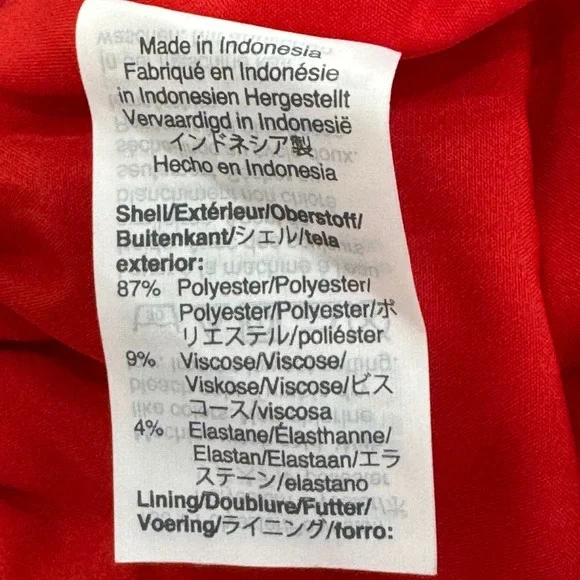 Made in Indonesia
Fabriqué en Indonésie
in Indonesien Hergestellt
Vervaardigd in Indonesië
インドネシア製
Hecho en Indonesia
Shell/Extérieur/Oberstoff/
Buitenkant/シェル/tela
exterior:
87% Polyester/Polyester/
Polyester/Polyester/ポ
リエステル/poliéster
9% Viscose/Viscose/
Viskose/Viscose/ビス
コース/viscosa
4% Elastane/Élasthanne/
Elastan/Elastaan/エラ
ステーン/elastano
Lining/Doublure/Futter/
Voering/ライニング/forro: